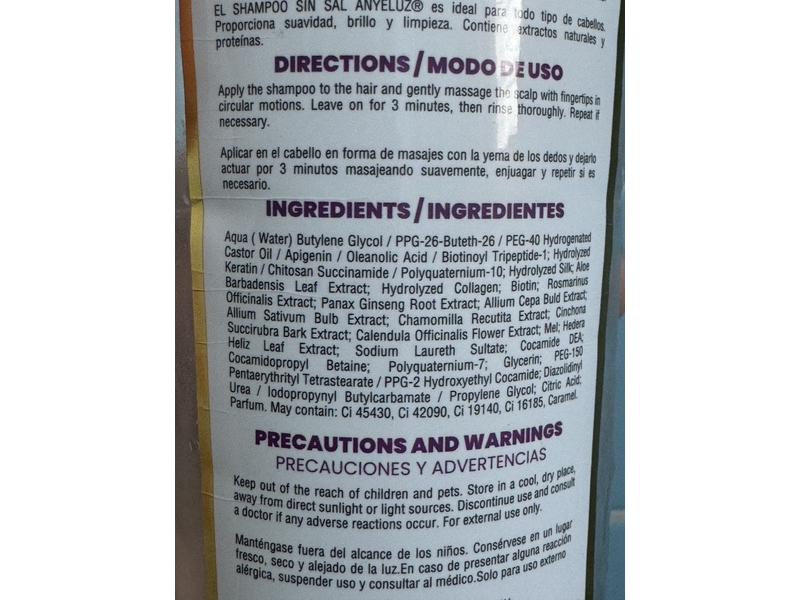 EL SHAMPOO SIN SAL ANYELUZ® es ideal para todo tipo de cabellos.
Proporciona suavidad, brillo y limpieza. Contiene extractos naturales y
proteínas.
DIRECTIONS / MODO DE USO
Apply the shampoo to the hair and gently massage the scalp with fingertips in
circular motions. Leave on for 3 minutes, then rinse thoroughly. Repeat if
necessary.
Aplicar en el cabello en forma de masajes con la yema de los dedos y dejarlo
actuar por 3 minutos masajeando suavemente, enjuagar y repetir si es
necesario.
INGREDIENTS / INGREDIENTES
Aqua ( Water) Butylene Glycol / PPG-26-Buteth-26 / PEG-40 Hydrogenated
Castor Oil / Apigenin / Oleanolic Acid / Biotinoyl Tripeptide-1; Hydrolyzed
Keratin / Chitosan Succinamide / Polyquaternium-10; Hydrolyzed Silk; Aloe
Barbadensis Leaf Extract; Hydrolyzed Collagen; Biotin; Rosmarinus
Officinalis Extract; Panax Ginseng Root Extract; Allium Cepa Buld Extract;
Allium Sativum Bulb Extract; Chamomilla Recutita Extract; Cinchona
Succirubra Bark Extract; Calendula Officinalis Flower Extract; Mel; Hedera
Heliz Leaf Extract; Sodium Laureth Sultate; Cocamide DEA;
Cocamidopropyl Betaine; Polyquaternium-7; Glycerin; PEG-150
Pentaerythrityl Tetrastearate / PPG-2 Hydroxyethyl Cocamide; Diazolidinyl
Urea / Iodopropynyl Butylcarbamate / Propylene Glycol; Citric Acid;
Parfum. May contain: Ci 45430, Ci 42090, Ci 19140, Ci 16185, Caramel.
PRECAUTIONS AND WARNINGS
PRECAUCIONES Y ADVERTENCIAS
Keep out of the reach of children and pets. Store in a cool, dry place,
away from direct sunlight or light sources. Discontinue use and consult
a doctor if any adverse reactions occur. For external use only.
Manténgase fuera del alcance de los niños. Consérvese en un lugar
fresco, seco y alejado de la luz.En caso de presentar alguna reacción
alérgica, suspender uso y consultar al médico.Solo para uso externo